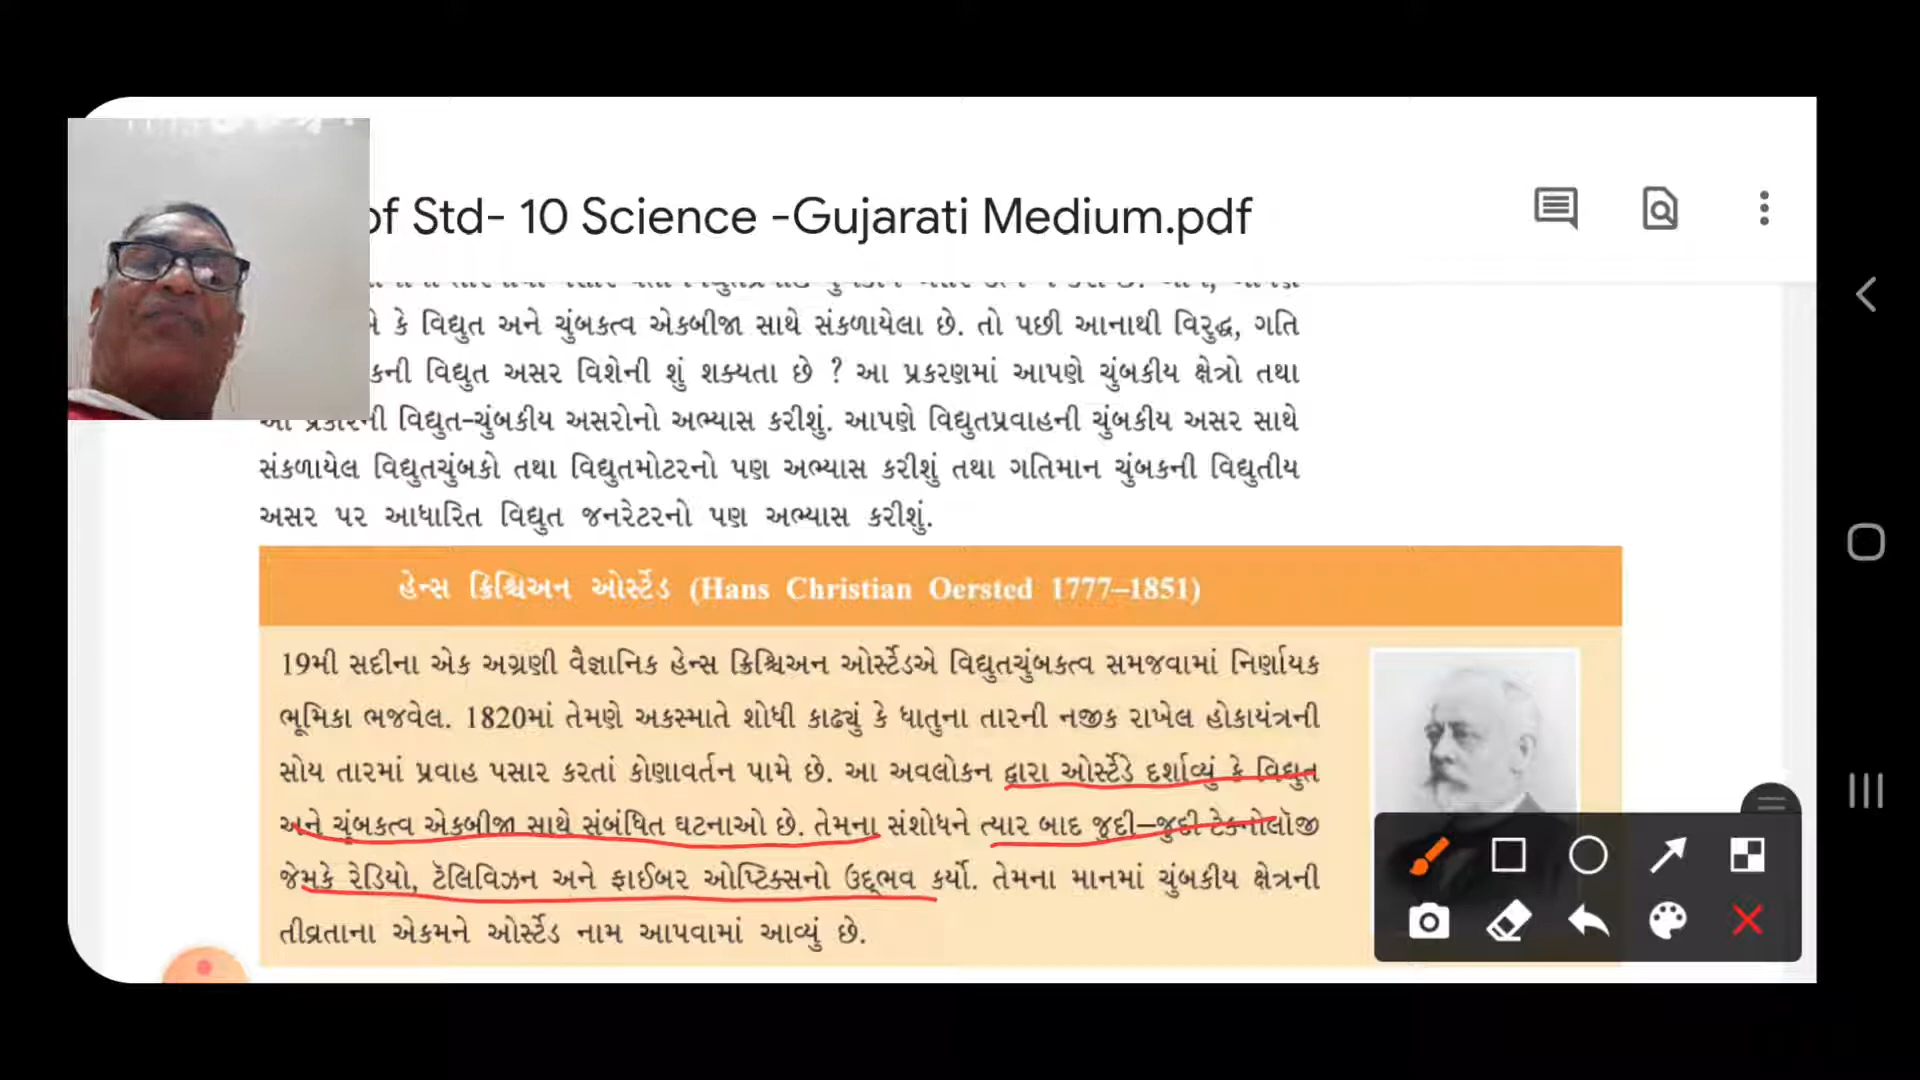 of Std- 10 Science -Gujarati Medium.pdf
કે વિદ્યુત અને ચુંબકત્વ એકબીજા સાથે સંકળાયેલા છે. તો પછી આનાથી વિરુદ્ધ, ગતિ
કની વિદ્યુત અસર વિશેની શું શક્યતા છે ? આ પ્રકરણમાં આપણે ચુંબકીય ક્ષેત્રો તથા
આ પ્રકારની વિદ્યુત-ચુંબકીય અસરોનો અભ્યાસ કરીશું. આપણે વિદ્યુતપ્રવાહની ચુંબકીય અસર સાથે
સંકળાયેલ વિદ્યુતચુંબકો તથા વિદ્યુતમોટરનો પણ અભ્યાસ કરીશું તથા ગતિમાન ચુંબકની વિદ્યુતીય
અસર પર આધારિત વિદ્યુત જનરેટરનો પણ અભ્યાસ કરીશું.
હેન્સ ક્રિશ્ચિઅન ઓર્સ્ટેડ (Hans Christian Oersted 1777–1851)
19મી સદીના એક અગ્રણી વૈજ્ઞાનિક હેન્સ ક્રિશ્ચિઅન ઓર્સ્ટેડએ વિદ્યુતચુંબકત્વ સમજવામાં નિર્ણાયક
ભૂમિકા ભજવેલ. 1820માં તેમણે અકસ્માતે શોધી કાઢ્યું કે ધાતુના તારની નજીક રાખેલ હોકાયંત્રની
સોય તારમાં પ્રવાહ પસાર કરતાં કોણાવર્તન પામે છે. આ અવલોકન દ્વારા ઓર્સ્ટેડે દર્શાવ્યું કે વિદ્યુત
અને ચુંબકત્વ એકબીજા સાથે સંબંધિત ઘટનાઓ છે. તેમના સંશોધને ત્યાર બાદ જુદી–જુદી ટેક્નોલૉજી
જેમકે રેડિયો, ટૅલિવિઝન અને ફાઈબર ઓપ્ટિક્સનો ઉદ્ભવ કર્યો. તેમના માનમાં ચુંબકીય ક્ષેત્રની
તીવ્રતાના એકમને ઓર્સ્ટેડ નામ આપવામાં આવ્યું છે.